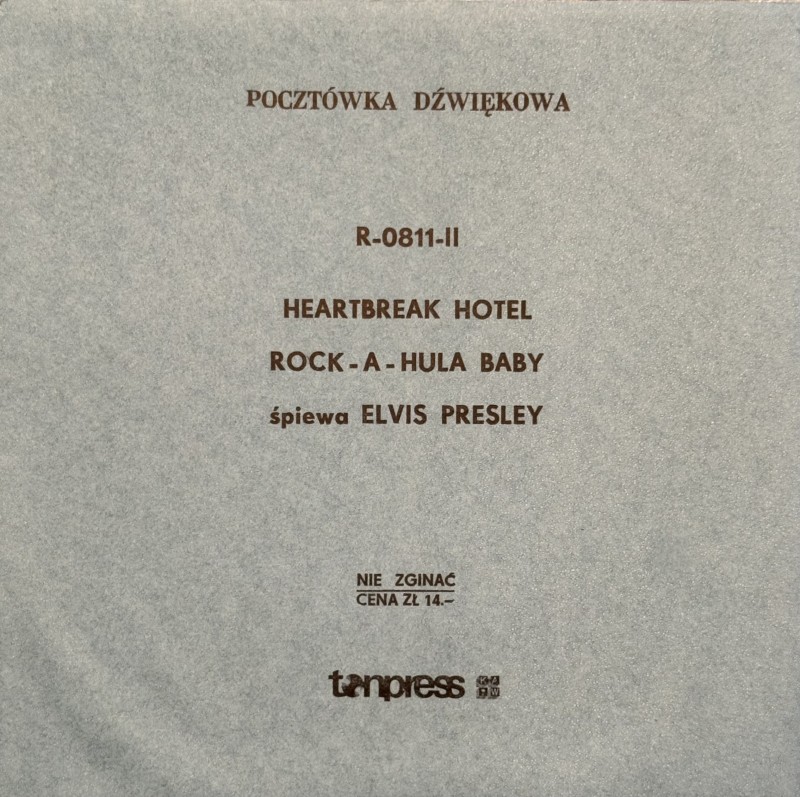 POCZTÓWKA DŹWIĘKOWA
R-0811-II
HEARTBREAK HOTEL
ROCK-A-HULA BABY
śpiewa ELVIS PRESLEY
NIE ZGINAĆ
CENA ZŁ 14.–
tonpress